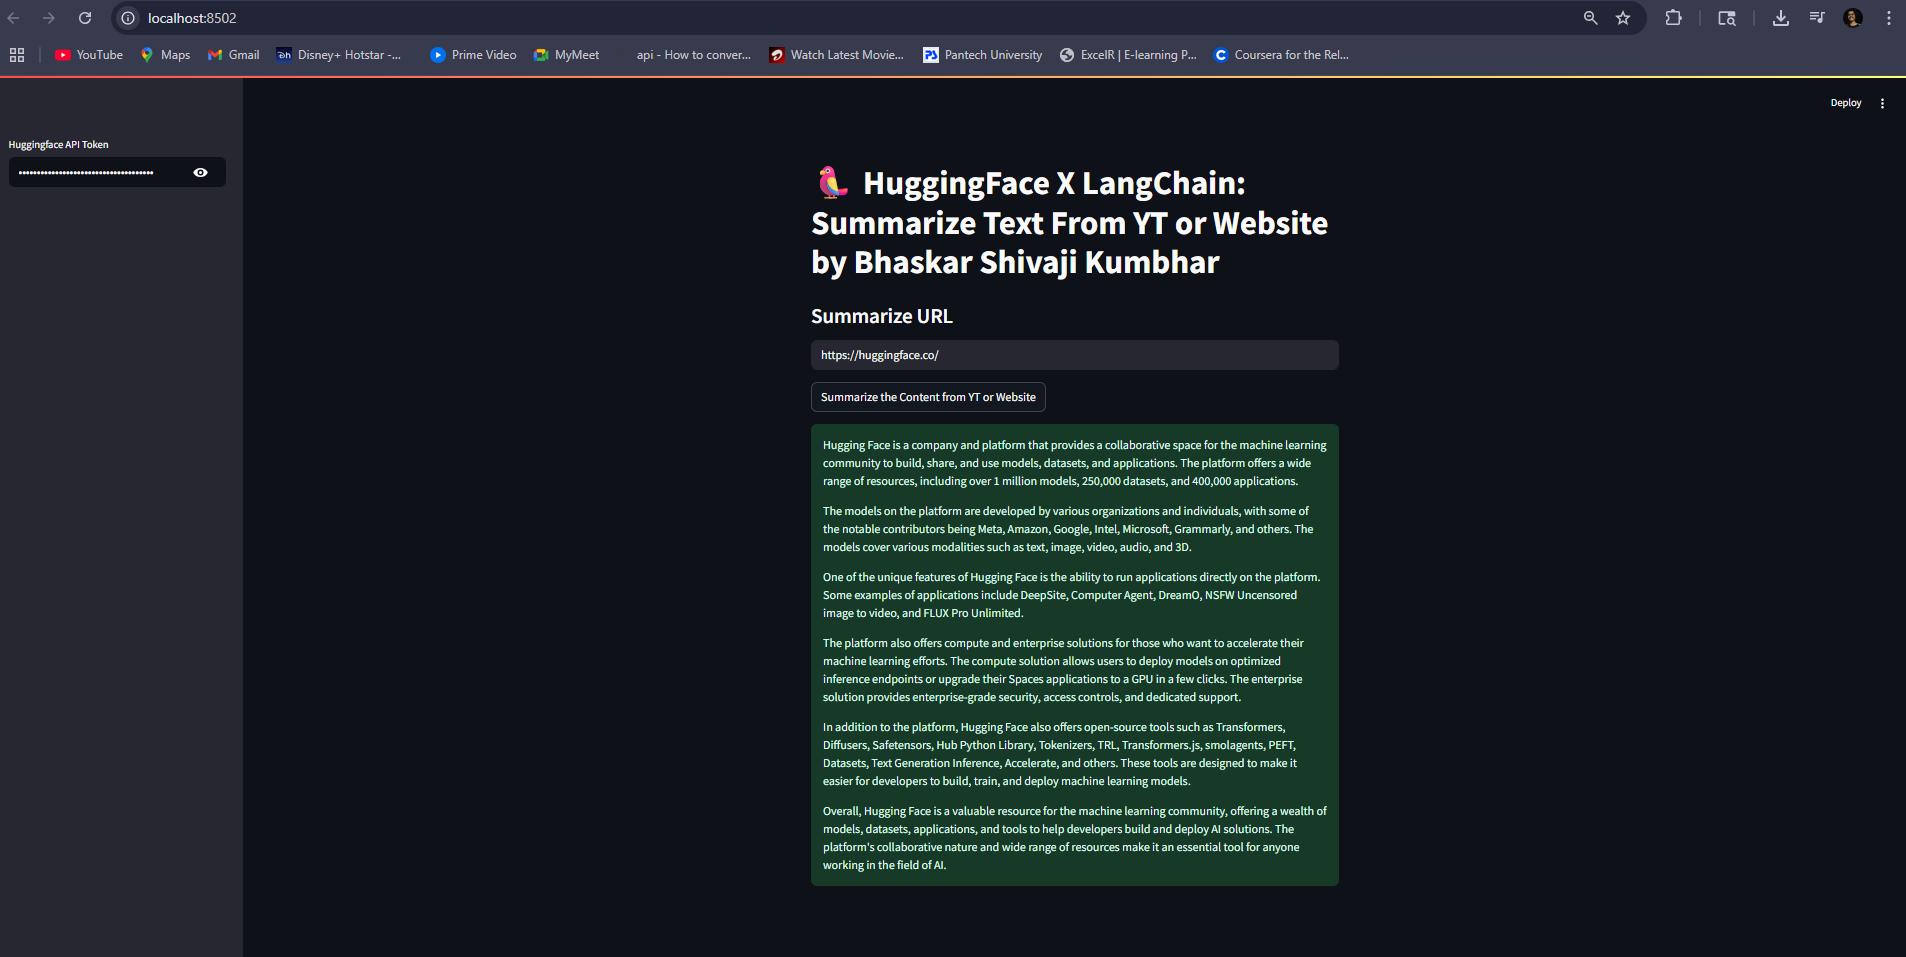 localhost:8502
YouTube Maps Gmail Disney+ Hotstar -... Prime Video MyMeet api - How to conver... Watch Latest Movie... Pantech University ExcelR | E-learning P... Coursera for the Rel...
Deploy
Huggingface API Token
HuggingFace X LangChain:
Summarize Text From YT or Website
by Bhaskar Shivaji Kumbhar
Summarize URL
https://huggingface.co/
Summarize the Content from YT or Website
Hugging Face is a company and platform that provides a collaborative space for the machine learning
community to build, share, and use models, datasets, and applications. The platform offers a wide
range of resources, including over 1 million models, 250,000 datasets, and 400,000 applications.
The models on the platform are developed by various organizations and individuals, with some of
the notable contributors being Meta, Amazon, Google, Intel, Microsoft, Grammarly, and others. The
models cover various modalities such as text, image, video, audio, and 3D.
One of the unique features of Hugging Face is the ability to run applications directly on the platform.
Some examples of applications include DeepSite, Computer Agent, DreamO, NSFW Uncensored
image to video, and FLUX Pro Unlimited.
The platform also offers compute and enterprise solutions for those who want to accelerate their
machine learning efforts. The compute solution allows users to deploy models on optimized
inference endpoints or upgrade their Spaces applications to a GPU in a few clicks. The enterprise
solution provides enterprise-grade security, access controls, and dedicated support.
In addition to the platform, Hugging Face also offers open-source tools such as Transformers,
Diffusers, Safetensors, Hub Python Library, Tokenizers, TRL, Transformers.js, smolagents, PEFT,
Datasets, Text Generation Inference, Accelerate, and others. These tools are designed to make it
easier for developers to build, train, and deploy machine learning models.
Overall, Hugging Face is a valuable resource for the machine learning community, offering a wealth of
models, datasets, applications, and tools to help developers build and deploy AI solutions. The
platform's collaborative nature and wide range of resources make it an essential tool for anyone
working in the field of AI.